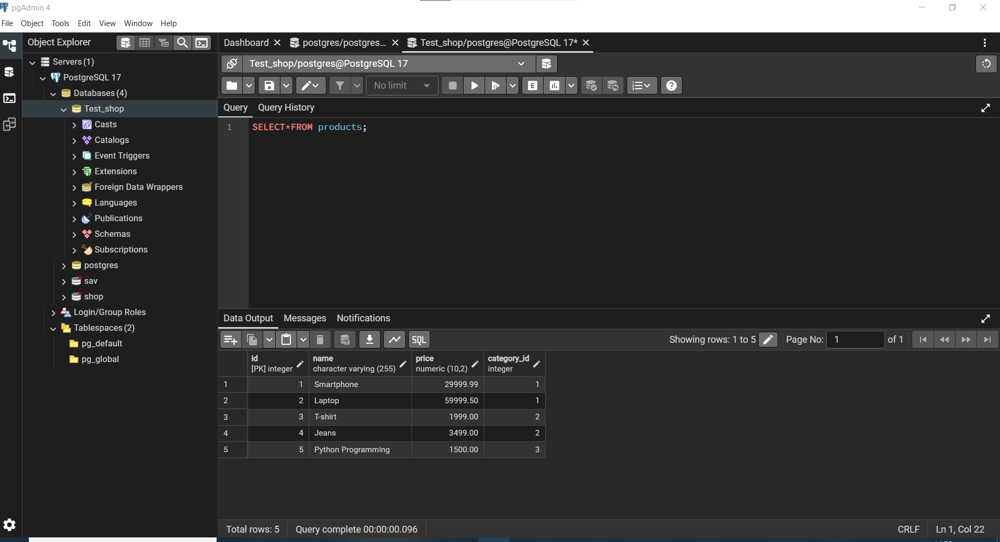 pgAdmin 4
File Object Tools Edit View Window Help
Object Explorer
Servers (1)
PostgreSQL 17
Databases (4)
Test_shop
Casts
Catalogs
Event Triggers
Extensions
Foreign Data Wrappers
Languages
Publications
Schemas
Subscriptions
postgres
sav
shop
Login/Group Roles
Tablespaces (2)
pg_default
pg_global
Dashboard postgres/postgres... Test_shop/postgres@PostgreSQL 17*
Test_shop/postgres@PostgreSQL 17
No limit E
Query Query History
1 SELECT*FROM products;
Data Output Messages Notifications
SQL Showing rows: 1 to 5 Page No: 1 of 1
id name price category_id
[PK] integer character varying (255) numeric (10,2) integer
1 1 Smartphone 29999.99 1
2 2 Laptop 59999.50 1
3 3 T-shirt 1999.00 2
4 4 Jeans 3499.00 2
5 5 Python Programming 1500.00 3
Total rows: 5 Query complete 00:00:00.096 CRLF Ln 1, Col 22